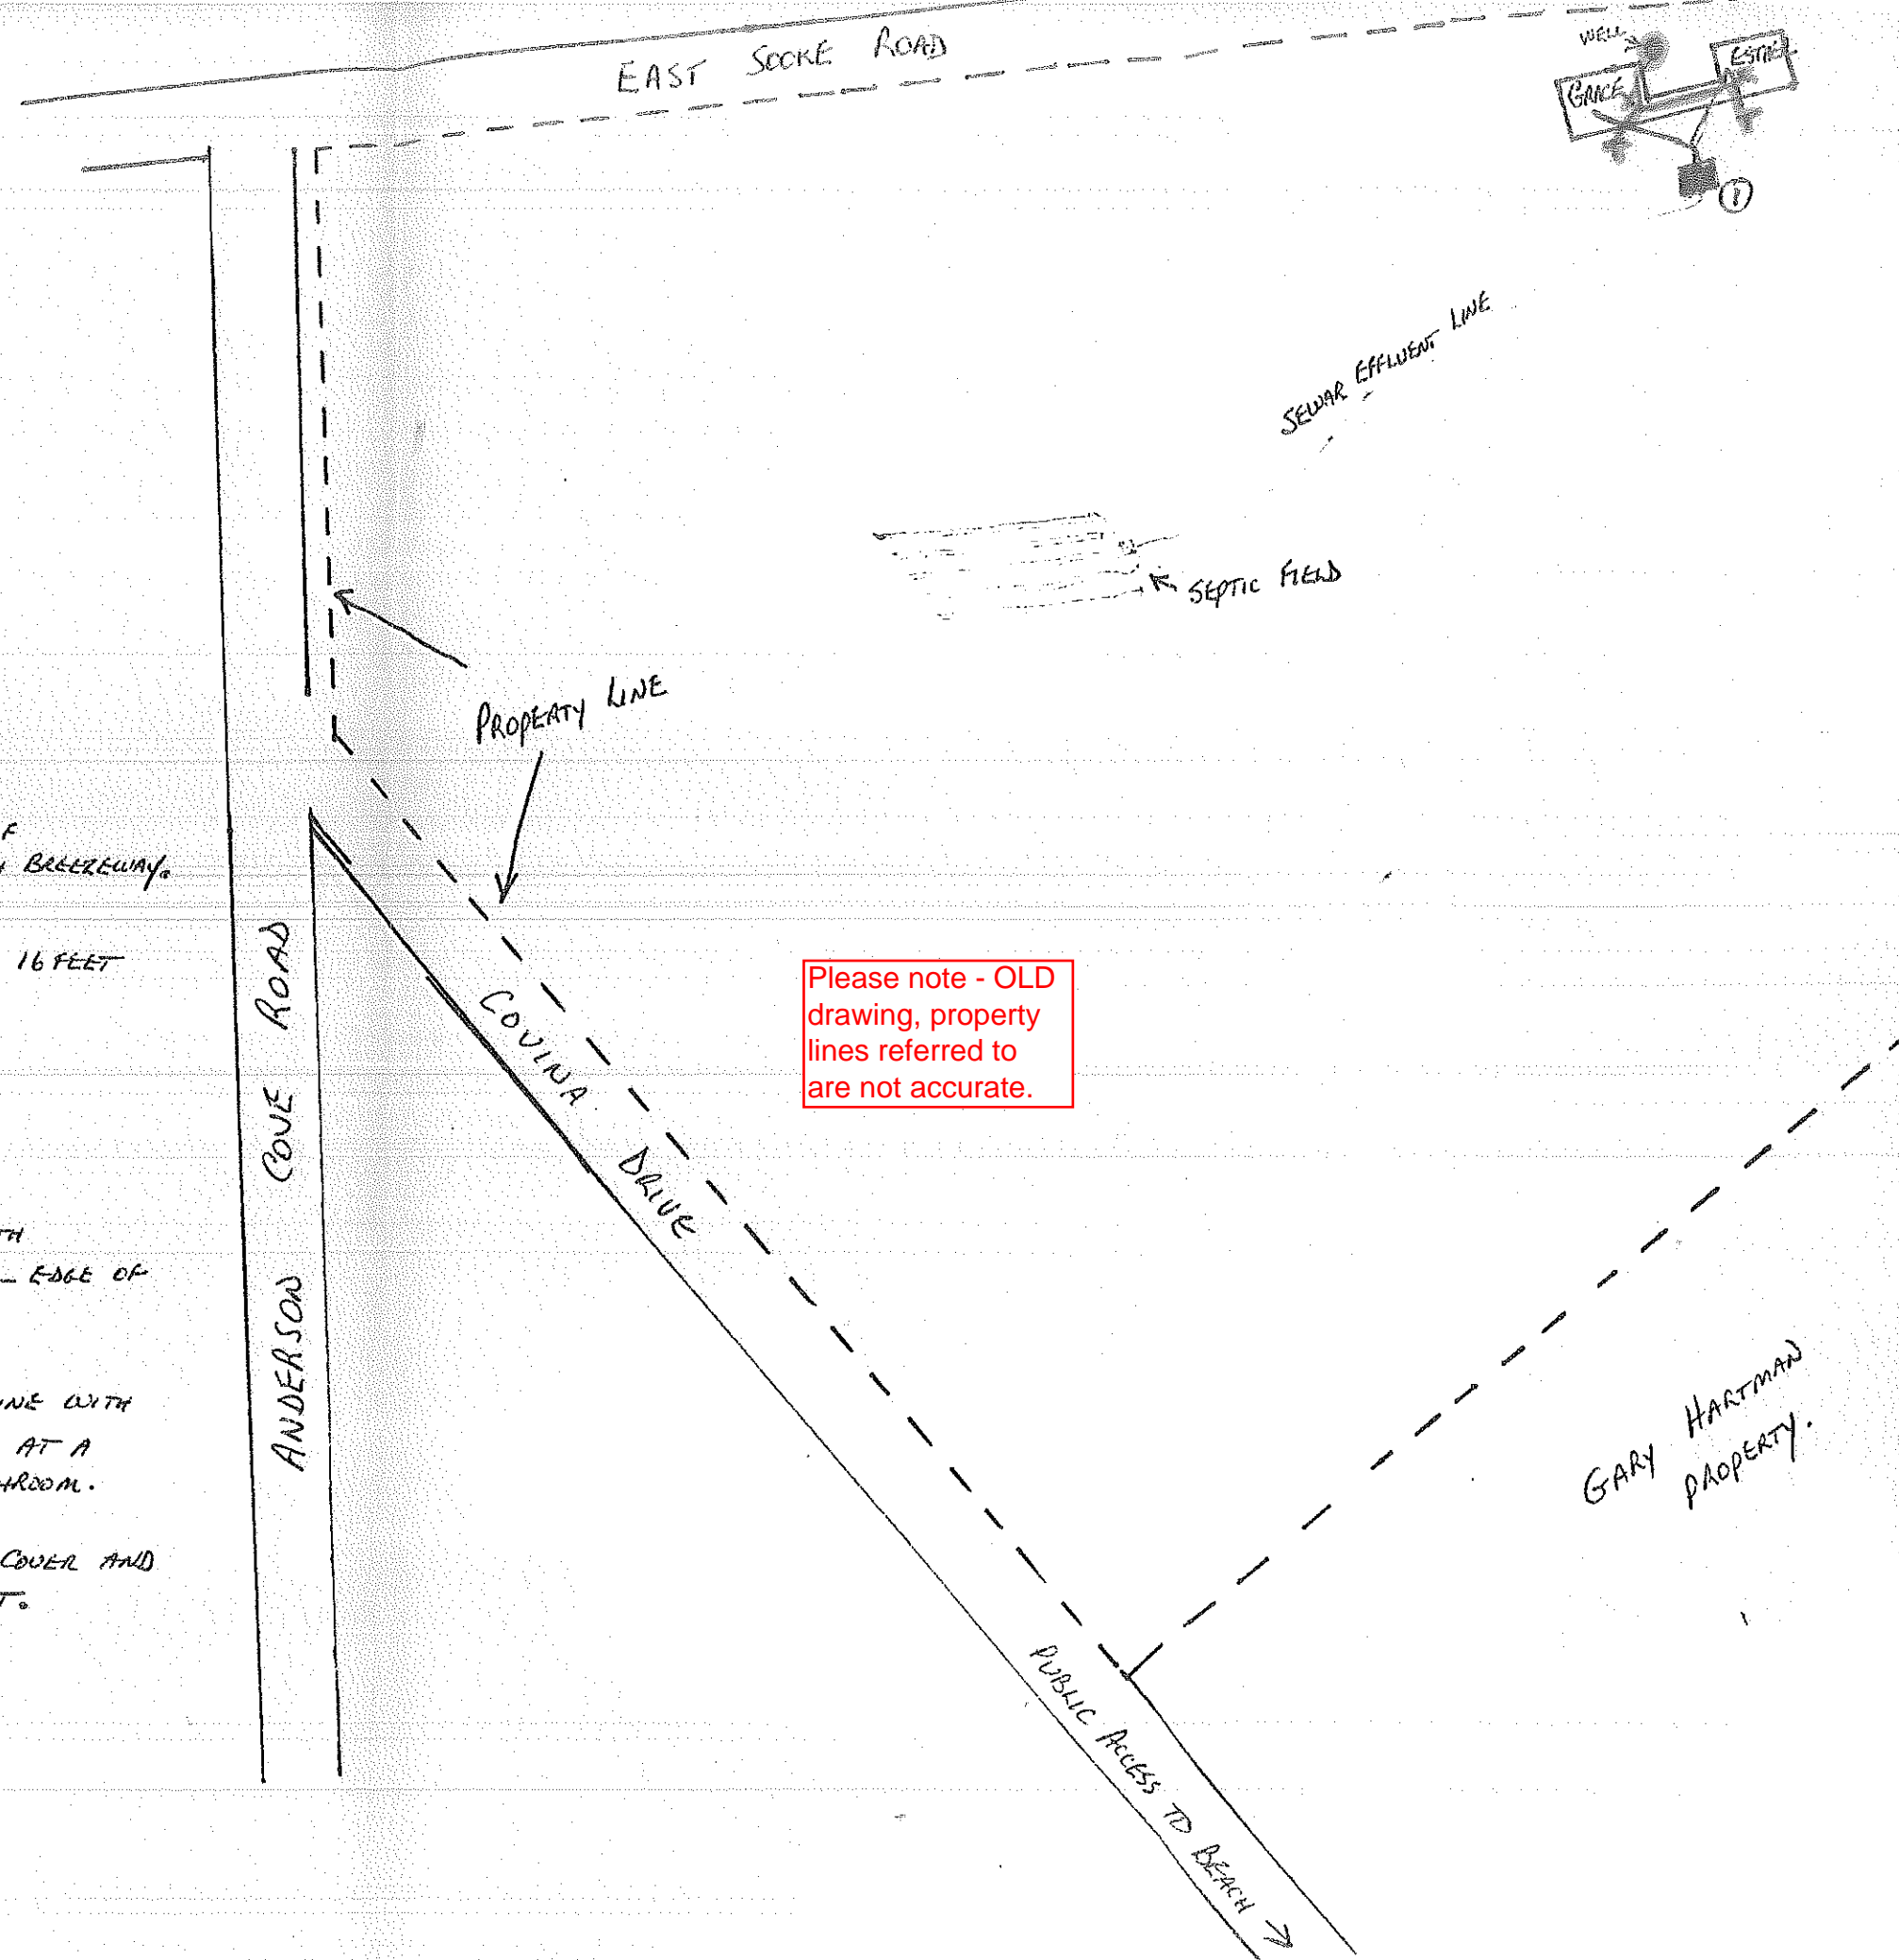 EAST SOOKE ROAD
WELL
GRACE
1
SEWAR EFFLUENT LINE
SEPTIC FIELD
PROPERTY LINE
BREEZEWAY.
16 FEET
EDGE OF
WITH
AT A
COVER AND
ANDERSON COVE ROAD
COVINA DRIVE
Please note - OLD
drawing, property
lines referred to
are not accurate.
GARY HARTMAN
PROPERTY.
PUBLIC ACCESS TO BEACH